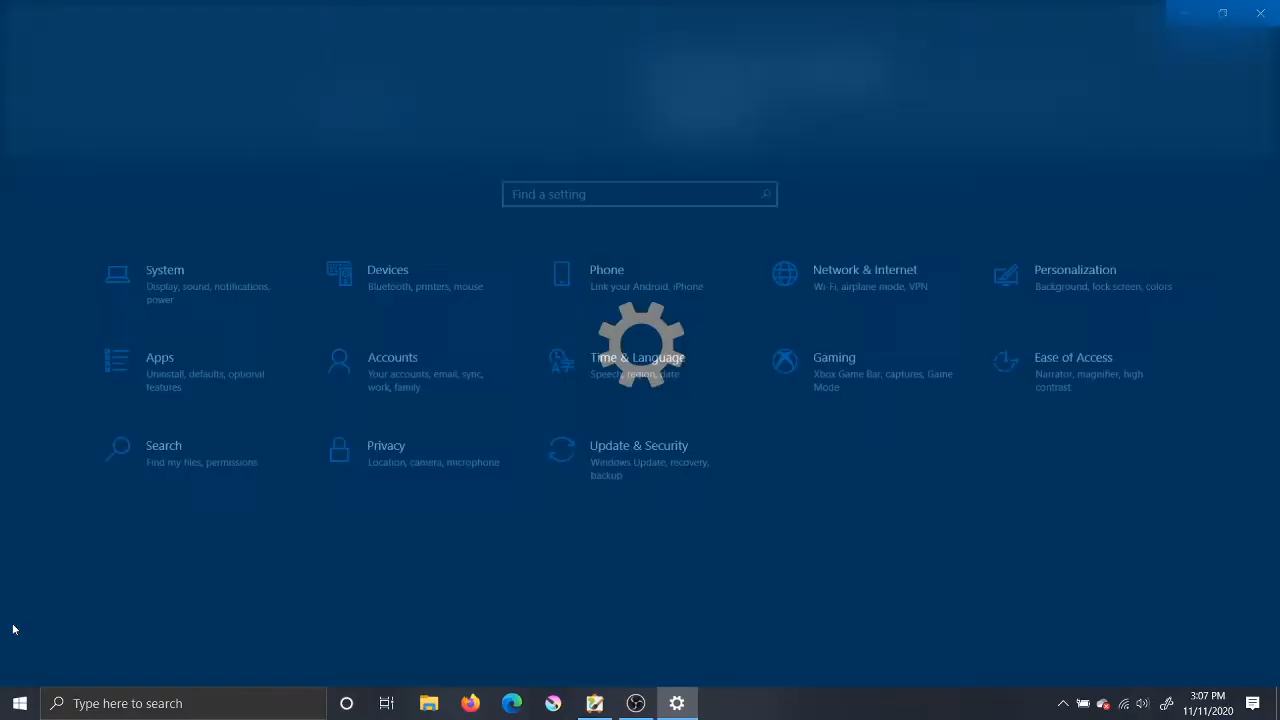 Find a setting
System
Display, sound, notifications,
power
Devices
Bluetooth, printers, mouse
Phone
Link your Android, iPhone
Network & Internet
Wi-Fi, airplane mode, VPN
Personalization
Background, lock screen, colors
Apps
Uninstall, defaults, optional
features
Accounts
Your accounts, email, sync,
work, family
Time & Language
Speech, region, date
Gaming
Xbox Game Bar, captures, Game
Mode
Ease of Access
Narrator, magnifier, high
contrast
Search
Find my files, permissions
Privacy
Location, camera, microphone
Update & Security
Windows Update, recovery,
backup
Type here to search
3:07 PM
11/11/2020